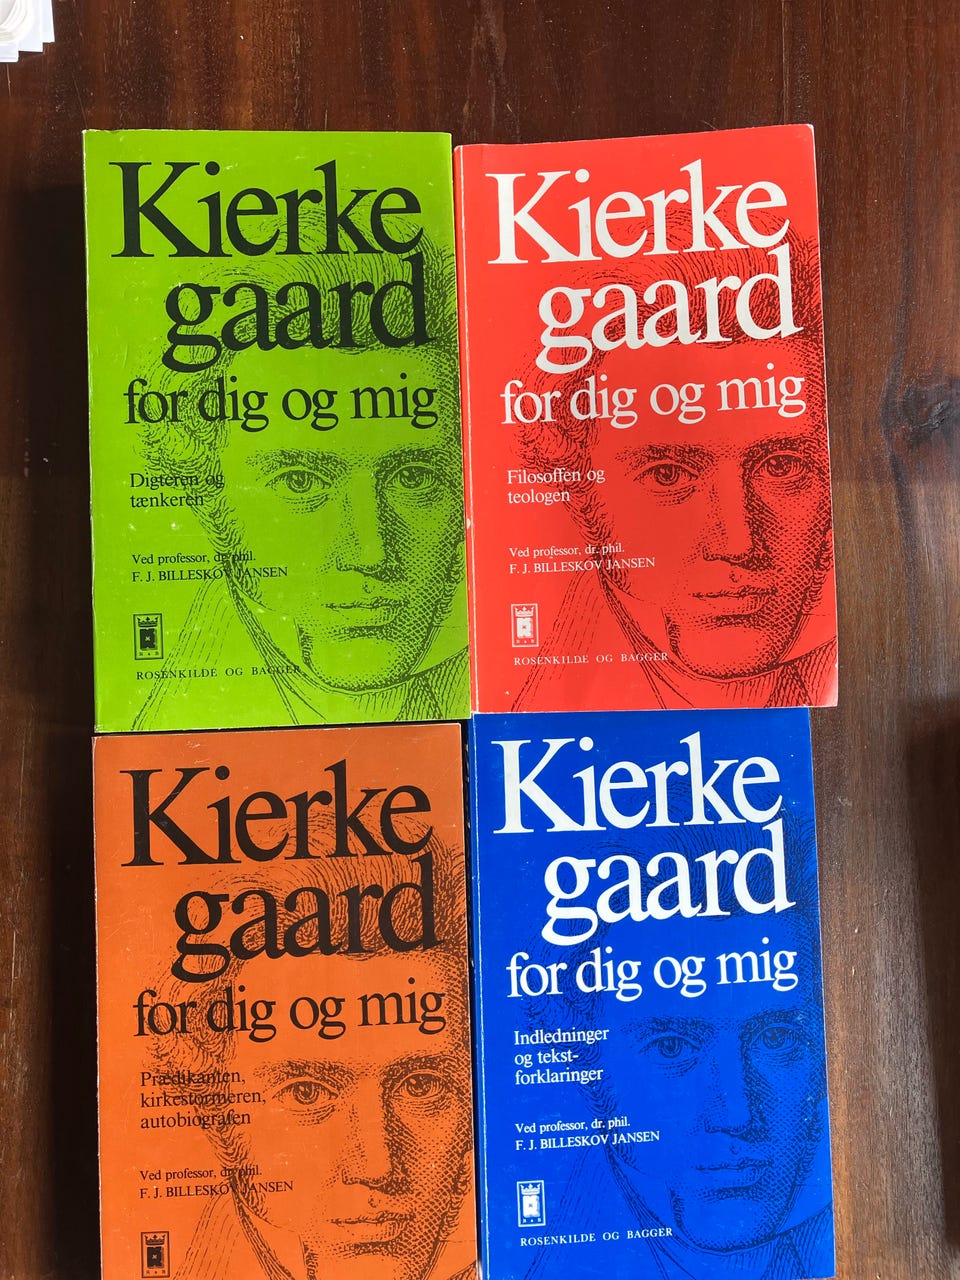 Kierke
gaard
for dig og mig
Digteren og
tænkeren
Ved professor, dr. phil.
F. J. BILLESKOV JANSEN
R & B
ROSENKILDE OG BAGGER
Kierke
gaard
for dig og mig
Filosoffen og
teologen
Ved professor, dr. phil.
F. J. BILLESKOV JANSEN
R & B
ROSENKILDE OG BAGGER
Kierke
gaard
for dig og mig
Prædikanten,
kirkestormeren,
autobiografen
Ved professor, dr. phil.
F. J. BILLESKOV JANSEN
R & B
Kierke
gaard
for dig og mig
Indledninger
og tekst-
forklaringer
Ved professor, dr. phil.
F. J. BILLESKOV JANSEN
R & B
ROSENKILDE OG BAGGER